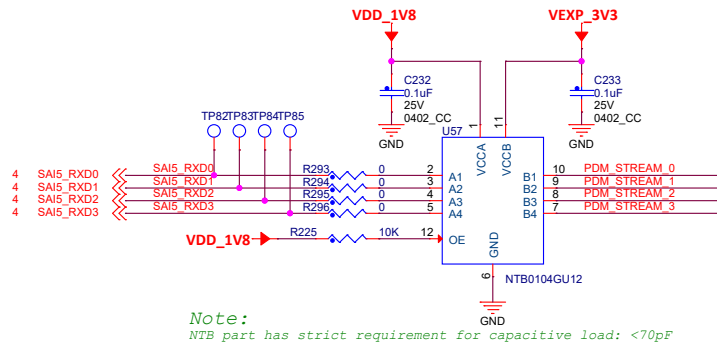 VDD_1V8 VEXP_3V3
C232 C233
0.1uF 0.1uF
25V 25V
0402_CC 0402_CC
TP82 TP83 TP84 TP85
U57
GND GND
1 11
VCCA VCCB
4 SAI5_RXD0 SAI5_RXD0 R293 0 2 A1 B1 10 PDM_STREAM_0
4 SAI5_RXD1 SAI5_RXD1 R294 0 3 A2 B2 9 PDM_STREAM_1
4 SAI5_RXD2 SAI5_RXD2 R295 0 4 A3 B3 8 PDM_STREAM_2
4 SAI5_RXD3 SAI5_RXD3 R296 0 5 A4 B4 7 PDM_STREAM_3
VDD_1V8 R225 10K 12 OE
GND
6
NTB0104GU12
GND
Note:
NTB part has strict requirement for capacitive load: <70pF